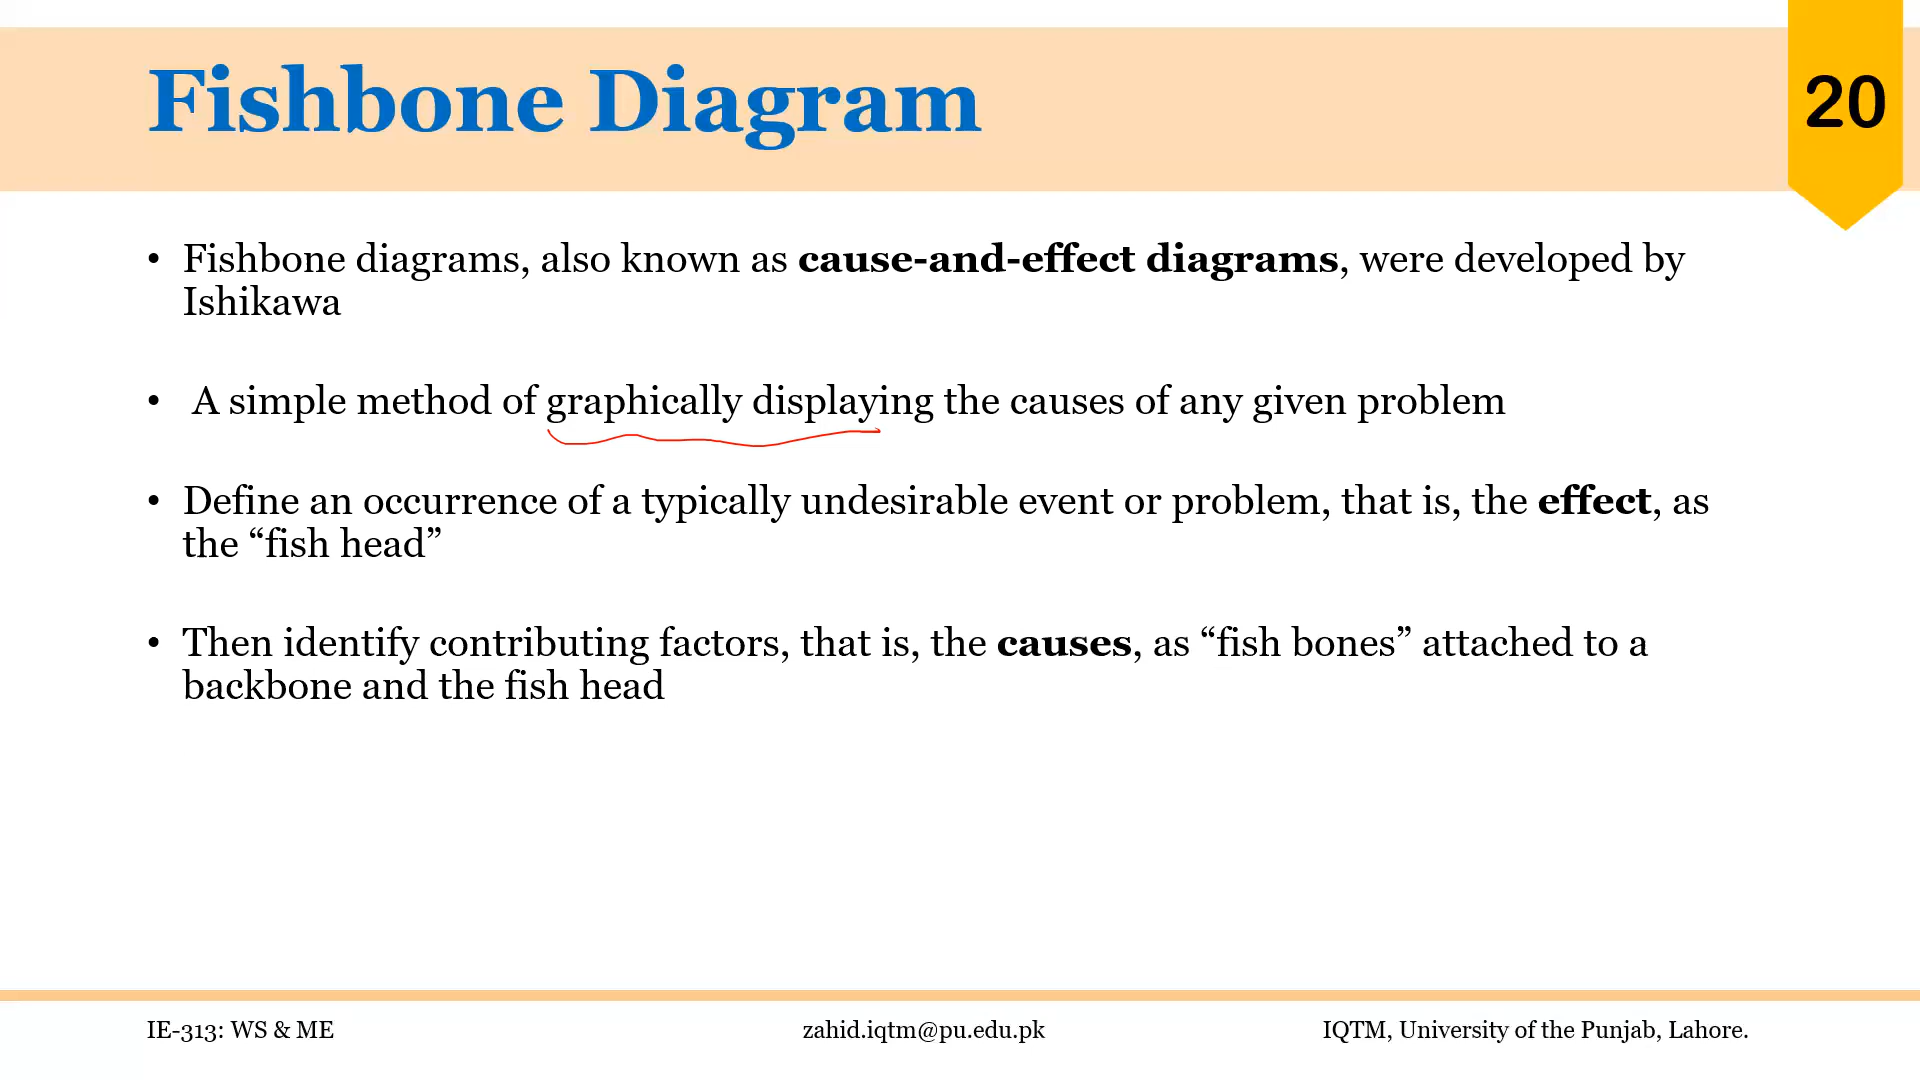 Fishbone Diagram
20
• Fishbone diagrams, also known as cause-and-effect diagrams, were developed by
Ishikawa
• A simple method of graphically displaying the causes of any given problem
• Define an occurrence of a typically undesirable event or problem, that is, the effect, as
the “fish head”
• Then identify contributing factors, that is, the causes, as “fish bones” attached to a
backbone and the fish head
IE-313: WS & ME
zahid.iqtm@pu.edu.pk
IQTM, University of the Punjab, Lahore.